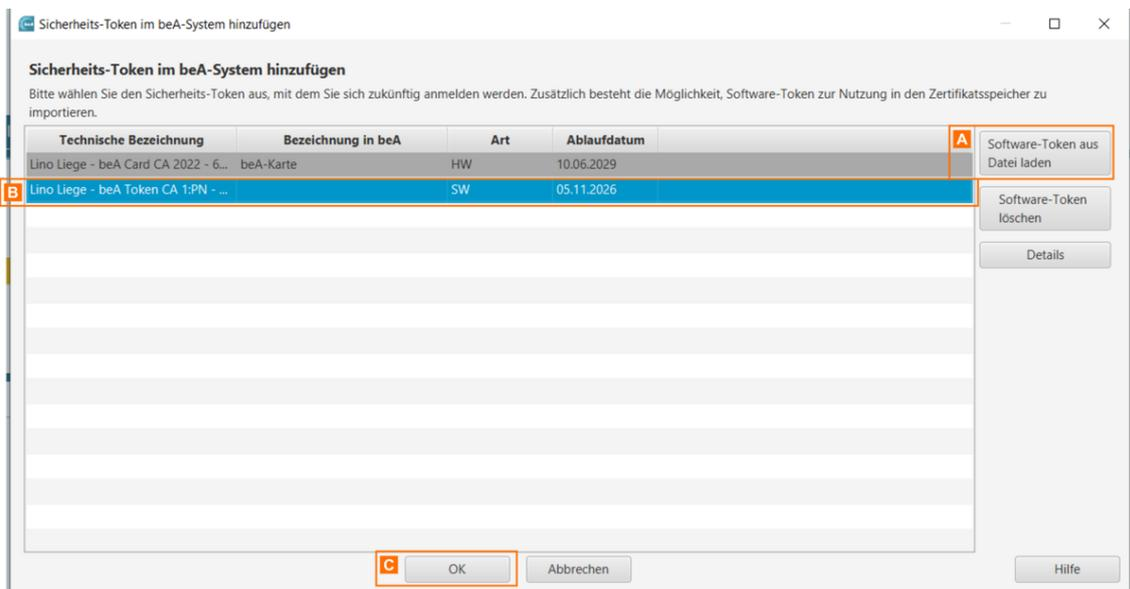 Sicherheits-Token im beA-System hinzufügen
Sicherheits-Token im beA-System hinzufügen
Bitte wählen Sie den Sicherheits-Token aus, mit dem Sie sich zukünftig anmelden werden. Zusätzlich besteht die Möglichkeit, Software-Token zur Nutzung in den Zertifikatsspeicher zu
importieren.
Technische Bezeichnung Bezeichnung in beA Art Ablaufdatum
A Software-Token aus
Datei laden
Lino Liege - beA Card CA 2022 - 6... beA-Karte HW 10.06.2029
B Lino Liege - beA Token CA 1:PN - ... SW 05.11.2026
Software-Token
löschen
Details
C OK Abbrechen Hilfe